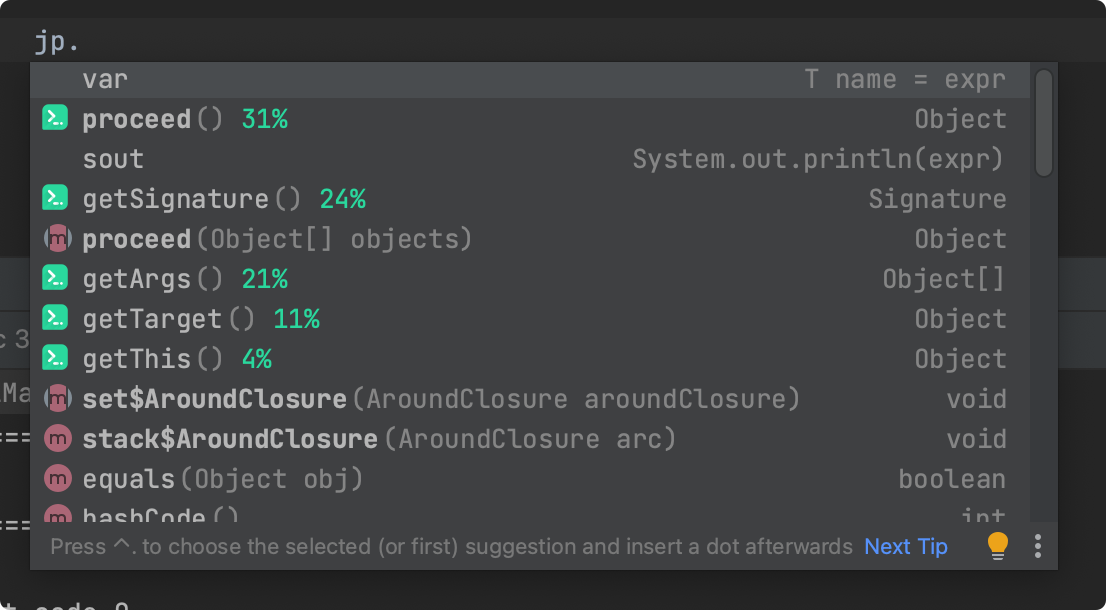 jp.
var T name = expr
proceed() 31% Object
sout System.out.println(expr)
getSignature() 24% Signature
proceed(Object[] objects) Object
getArgs() 21% Object[]
getTarget() 11% Object
c 3
getThis() 4% Object
Ma
set$AroundClosure(AroundClosure aroundClosure) void
===
stack$AroundClosure(AroundClosure arc) void
equals(Object obj) boolean
===
hashCode() int
Press ^. to choose the selected (or first) suggestion and insert a dot afterwards Next Tip
t code 0